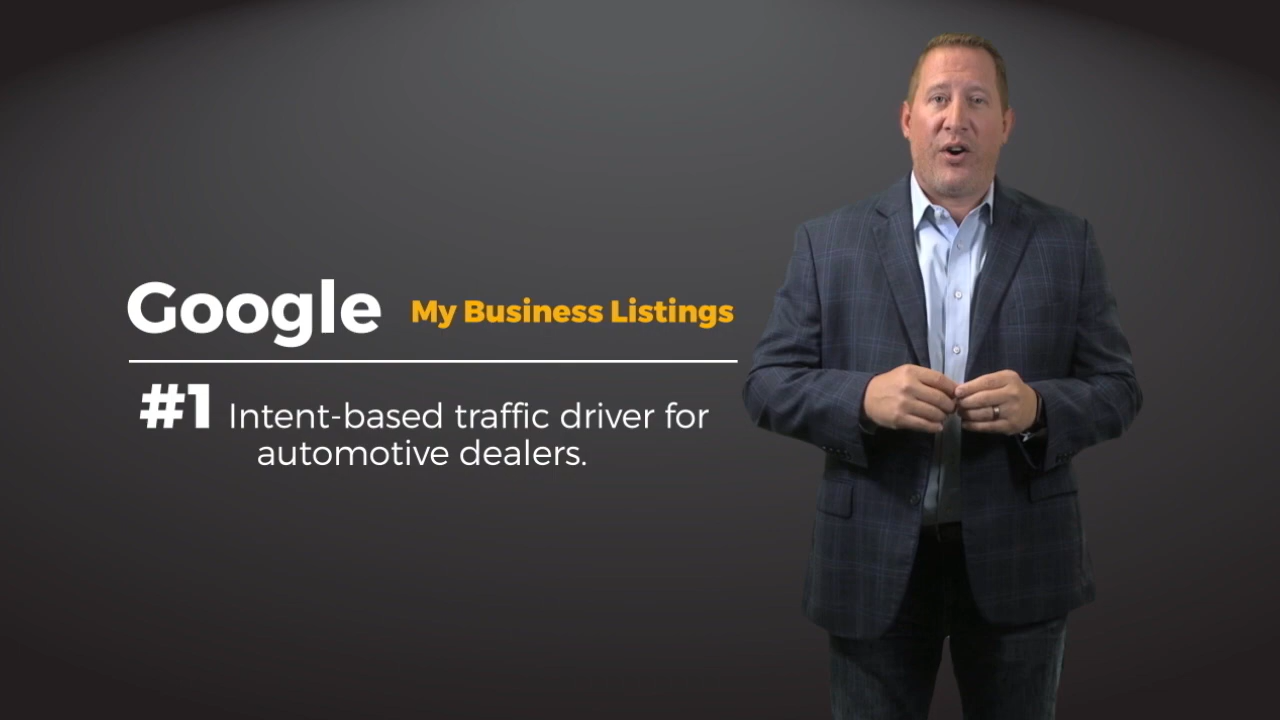 Google My Business Listings
#1 Intent-based traffic driver for
automotive dealers.